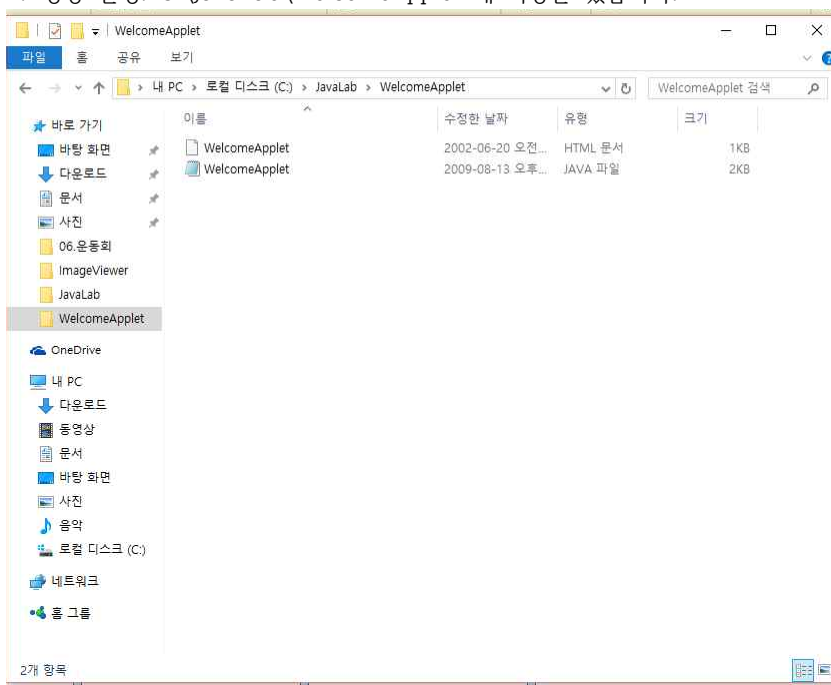 WelcomeApplet
파일 홈 공유 보기
내 PC › 로컬 디스크 (C:) › JavaLab › WelcomeApplet
WelcomeApplet 검색
이름 수정한 날짜 유형 크기
WelcomeApplet 2002-06-20 오전... HTML 문서 1KB
WelcomeApplet 2009-08-13 오후... JAVA 파일 2KB
바로 가기
바탕 화면
다운로드
문서
사진
06.운동회
ImageViewer
JavaLab
WelcomeApplet
OneDrive
내 PC
다운로드
동영상
문서
바탕 화면
사진
음악
로컬 디스크 (C:)
네트워크
홈 그룹
2개 항목